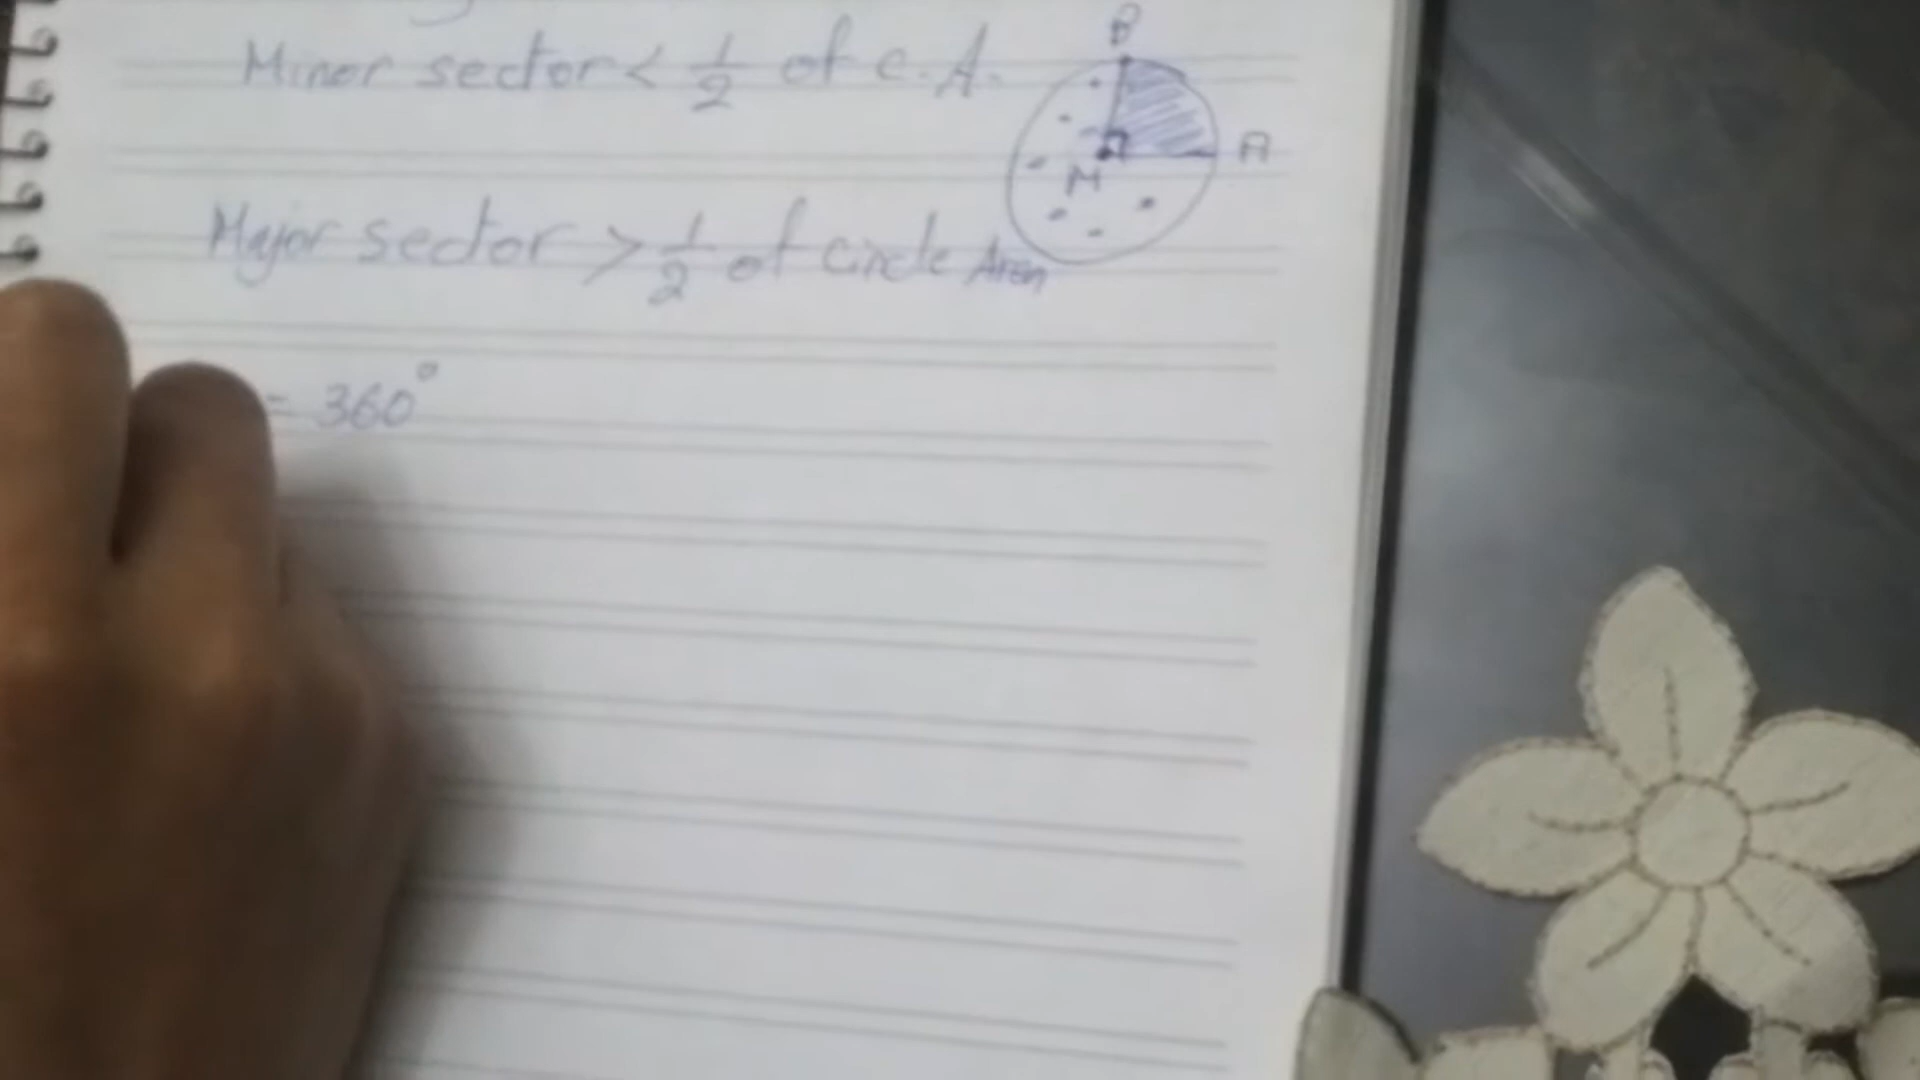 Minor sector < 1/2 of c.A.
B
A
M
Major sector > 1/2 of circle Area
= 360°